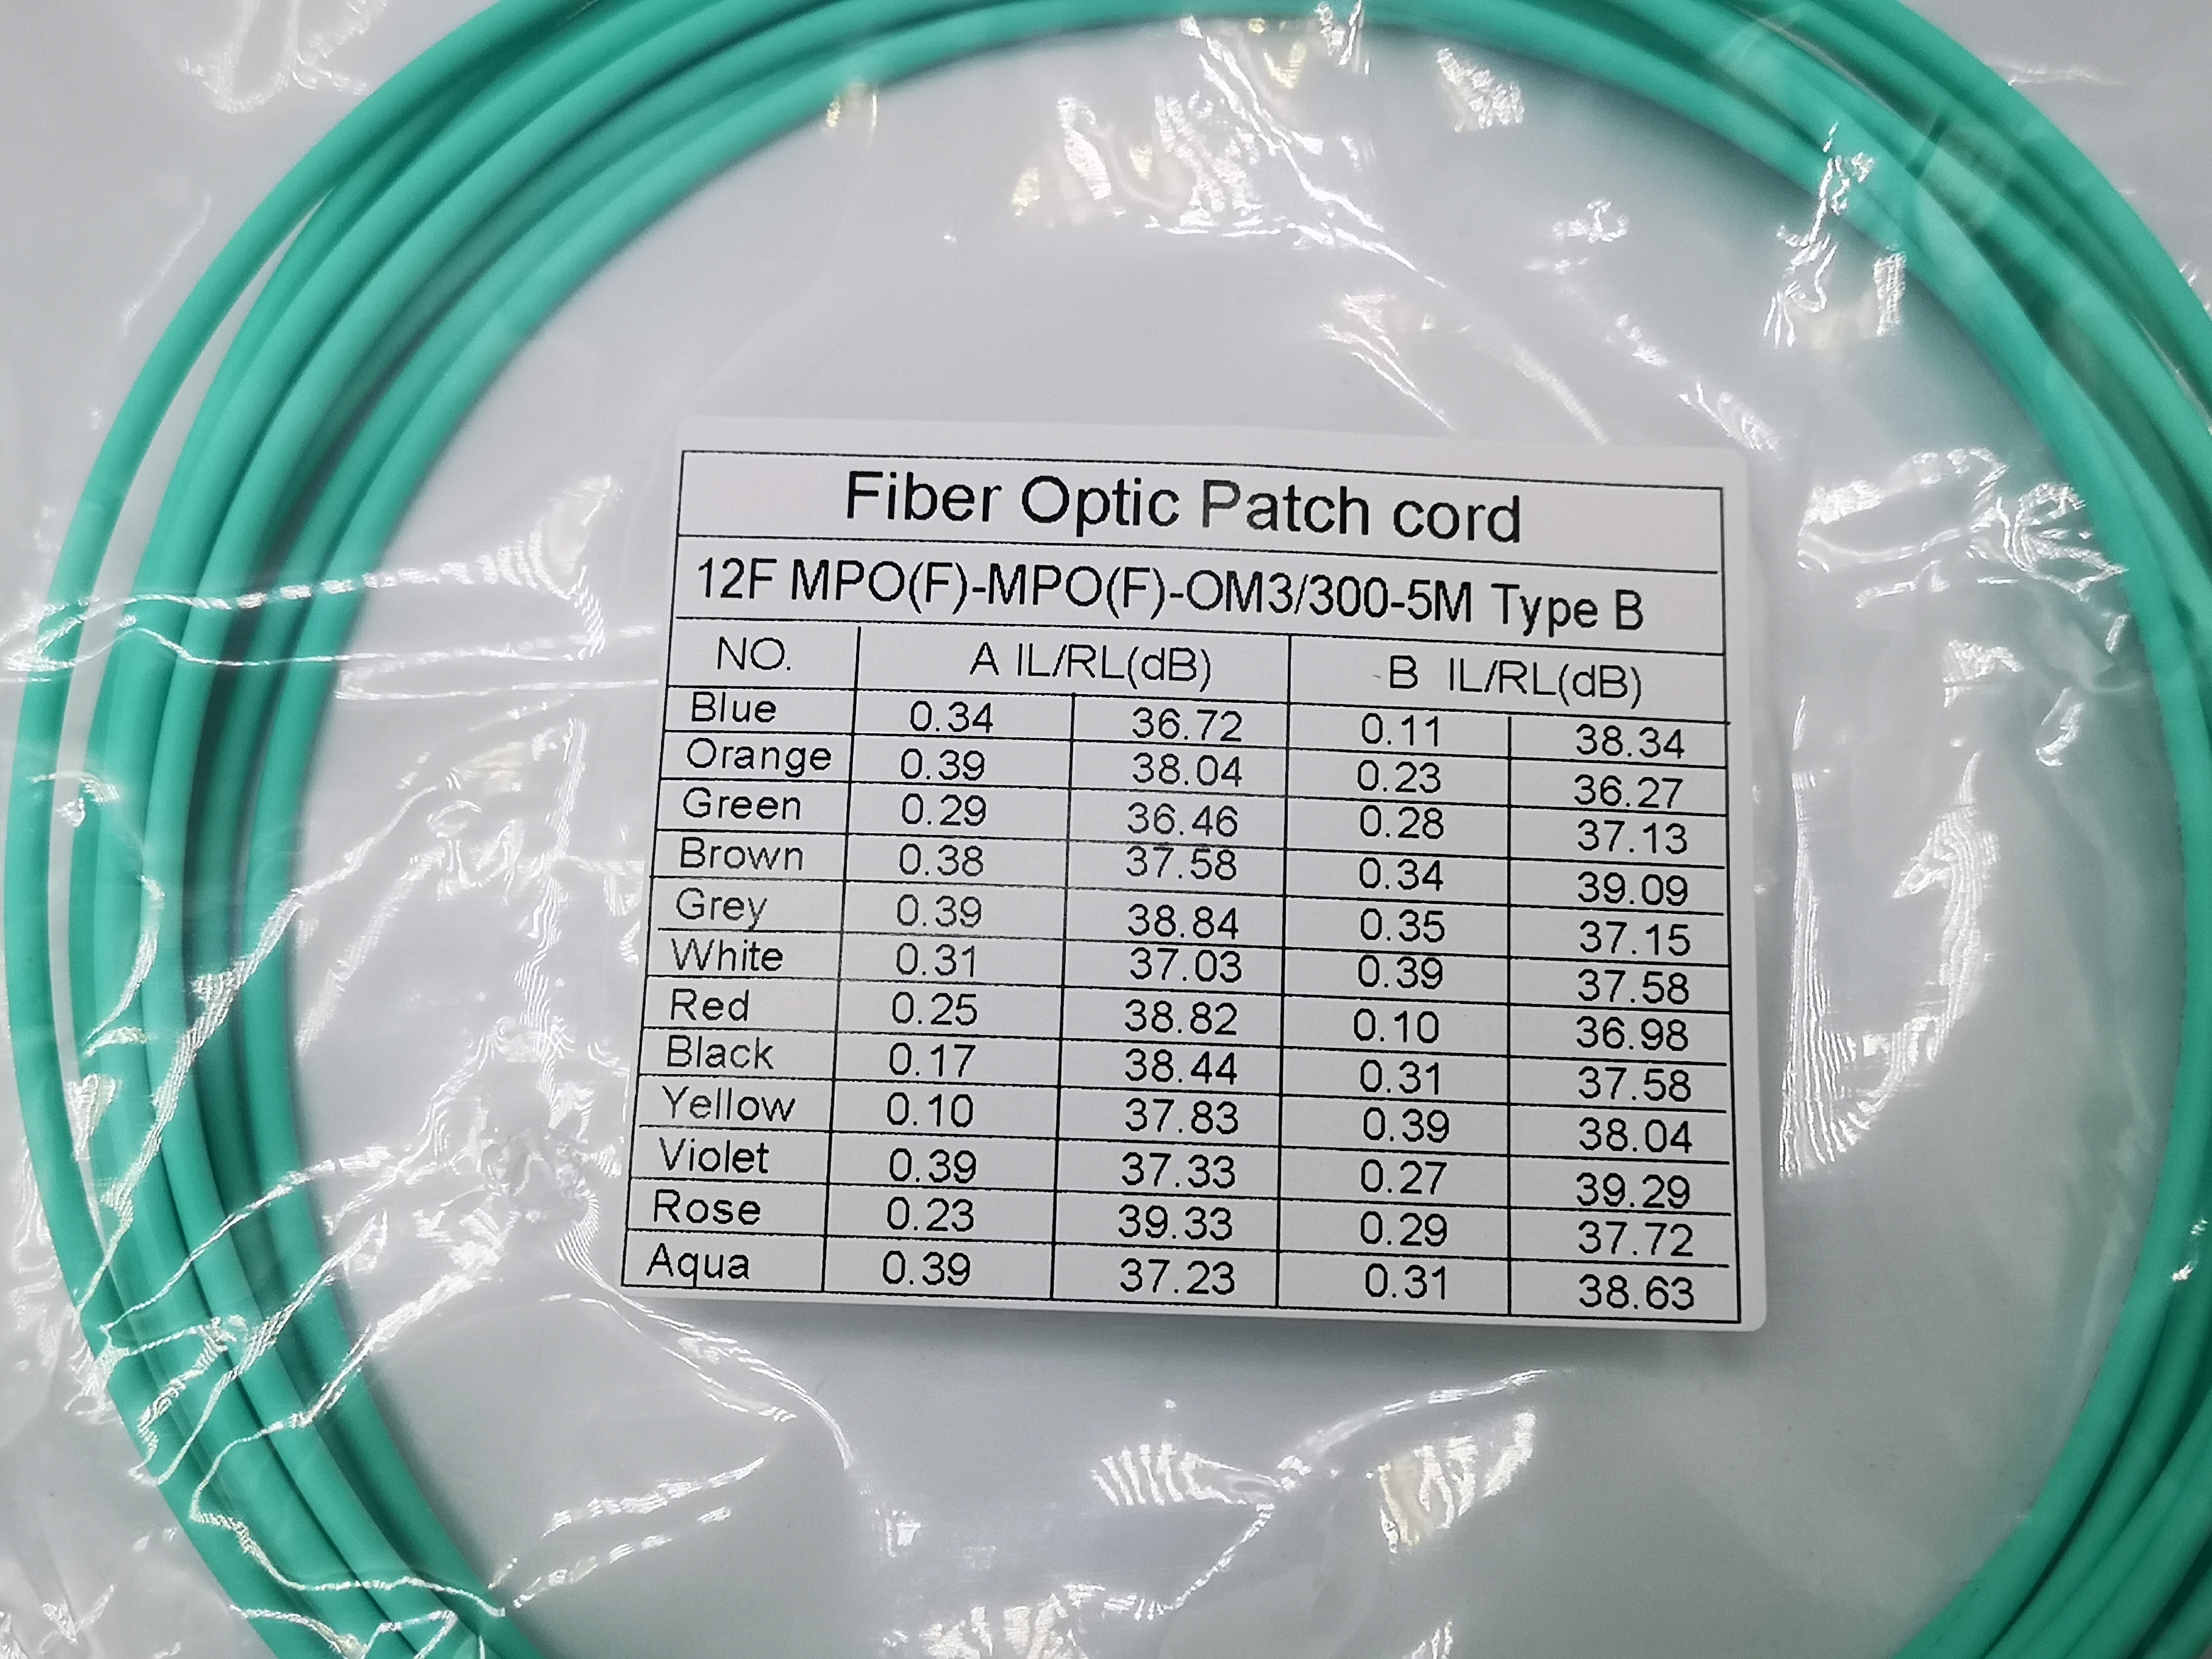 Fiber Optic Patch cord
12F MPO(F)-MPO(F)-OM3/300-5M Type B
NO. A IL/RL(dB) B IL/RL(dB)
Blue 0.34 36.72 0.11 38.34
Orange 0.39 38.04 0.23 36.27
Green 0.29 36.46 0.28 37.13
Brown 0.38 37.58 0.34 39.09
Grey 0.39 38.84 0.35 37.15
White 0.31 37.03 0.39 37.58
Red 0.25 38.82 0.10 36.98
Black 0.17 38.44 0.31 37.58
Yellow 0.10 37.83 0.39 38.04
Violet 0.39 37.33 0.27 39.29
Rose 0.23 39.33 0.29 37.72
Aqua 0.39 37.23 0.31 38.63